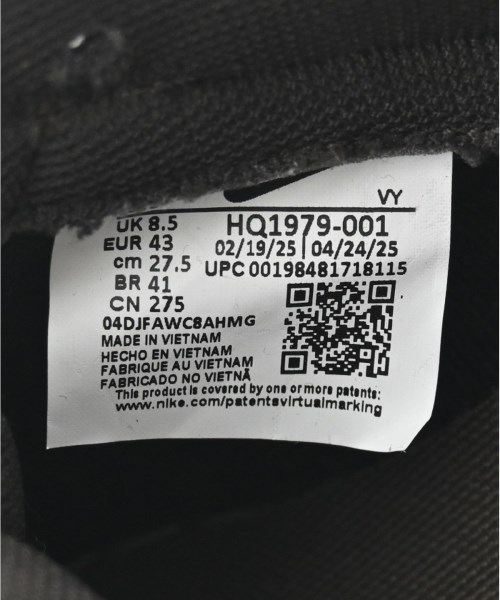 VY
UK 8.5
EUR 43
cm 27.5
BR 41
CN 275
HQ1979-001
02/19/25 | 04/24/25
UPC 00198481718115
04DJFAWC8AHMG
MADE IN VIETNAM
HECHO EN VIETNAM
FABRIQUE AU VIETNAM
FABRICADO NO VIETNÃ
This product is covered by one or more patents:
www.nike.com/patentsvirtualmarking